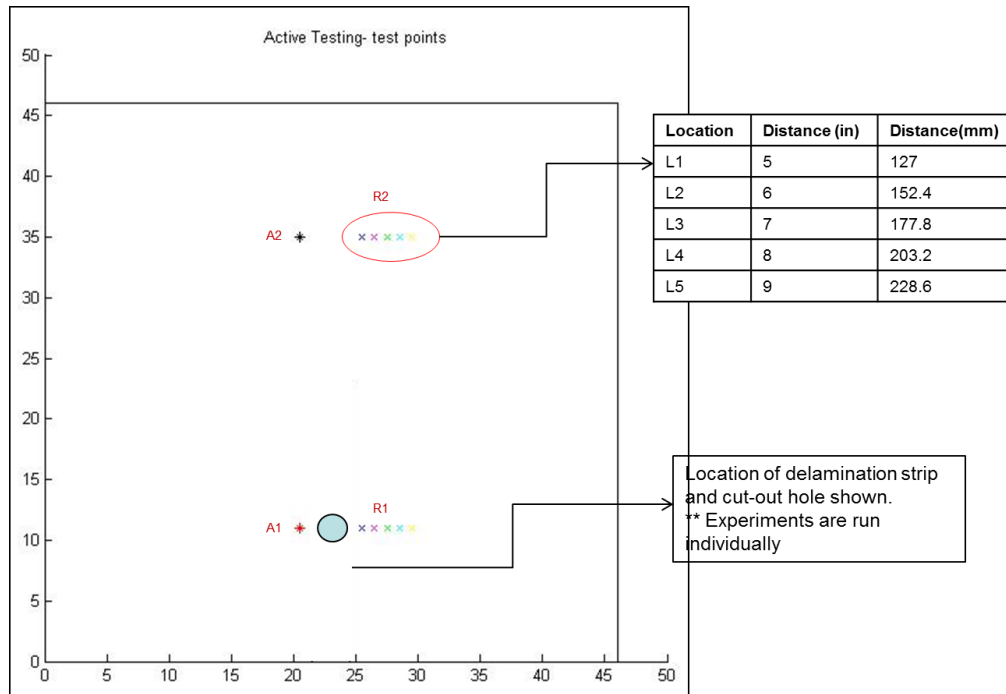 Active Testing- test points
50
45
40
35
30
25
20
15
10
5
0
0 5 10 15 20 25 30 35 40 45 50
A2
R2
A1
R1
Location Distance (in) Distance(mm)
L1 5 127
L2 6 152.4
L3 7 177.8
L4 8 203.2
L5 9 228.6
Location of delamination strip
and cut-out hole shown.
** Experiments are run
individually